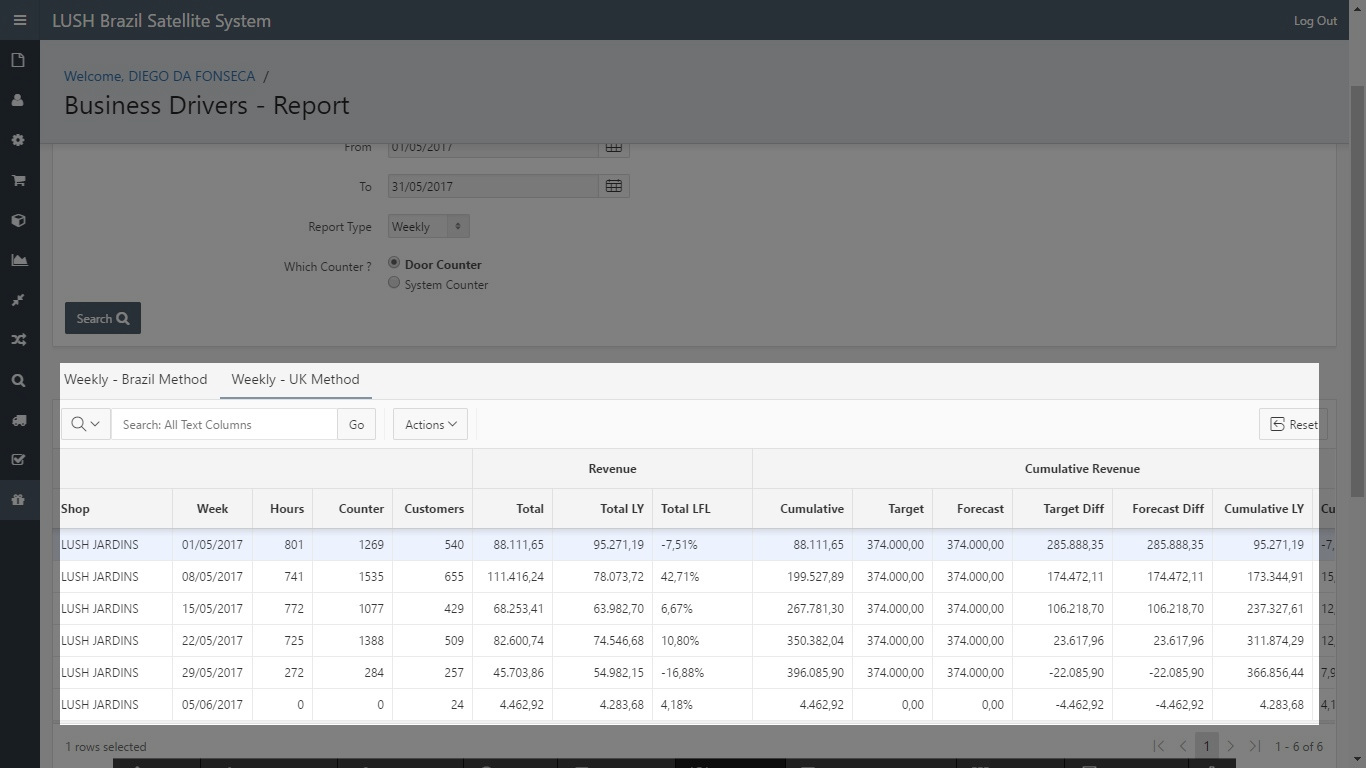 LUSH Brazil Satellite System Log Out
Welcome, DIEGO DA FONSECA /
Business Drivers - Report
From 01/05/2017
To 31/05/2017
Report Type Weekly
Which Counter ? Door Counter
System Counter
Search
Weekly - Brazil Method Weekly - UK Method
Search: All Text Columns Go Actions Reset
Revenue Cumulative Revenue
Shop Week Hours Counter Customers Total Total LY Total LFL Cumulative Target Forecast Target Diff Forecast Diff Cumulative LY Cu
LUSH JARDINS 01/05/2017 801 1269 540 88.111,65 95.271,19 -7,51% 88.111,65 374.000,00 374.000,00 285.888,35 285.888,35 95.271,19 -7,
LUSH JARDINS 08/05/2017 741 1535 655 111.416,24 78.073,72 42,71% 199.527,89 374.000,00 374.000,00 174.472,11 174.472,11 173.344,91 15,
LUSH JARDINS 15/05/2017 772 1077 429 68.253,41 63.982,70 6,67% 267.781,30 374.000,00 374.000,00 106.218,70 106.218,70 237.327,61 12,
LUSH JARDINS 22/05/2017 725 1388 509 82.600,74 74.546,68 10,80% 350.382,04 374.000,00 374.000,00 23.617,96 23.617,96 311.874,29 12,
LUSH JARDINS 29/05/2017 272 284 257 45.703,86 54.982,15 -16,88% 396.085,90 374.000,00 374.000,00 -22.085,90 -22.085,90 366.856,44 7,9
LUSH JARDINS 05/06/2017 0 0 24 4.462,92 4.283,68 4,18% 4.462,92 0,00 0,00 -4.462,92 -4.462,92 4.283,68 4,1
1 rows selected 1 1 - 6 of 6